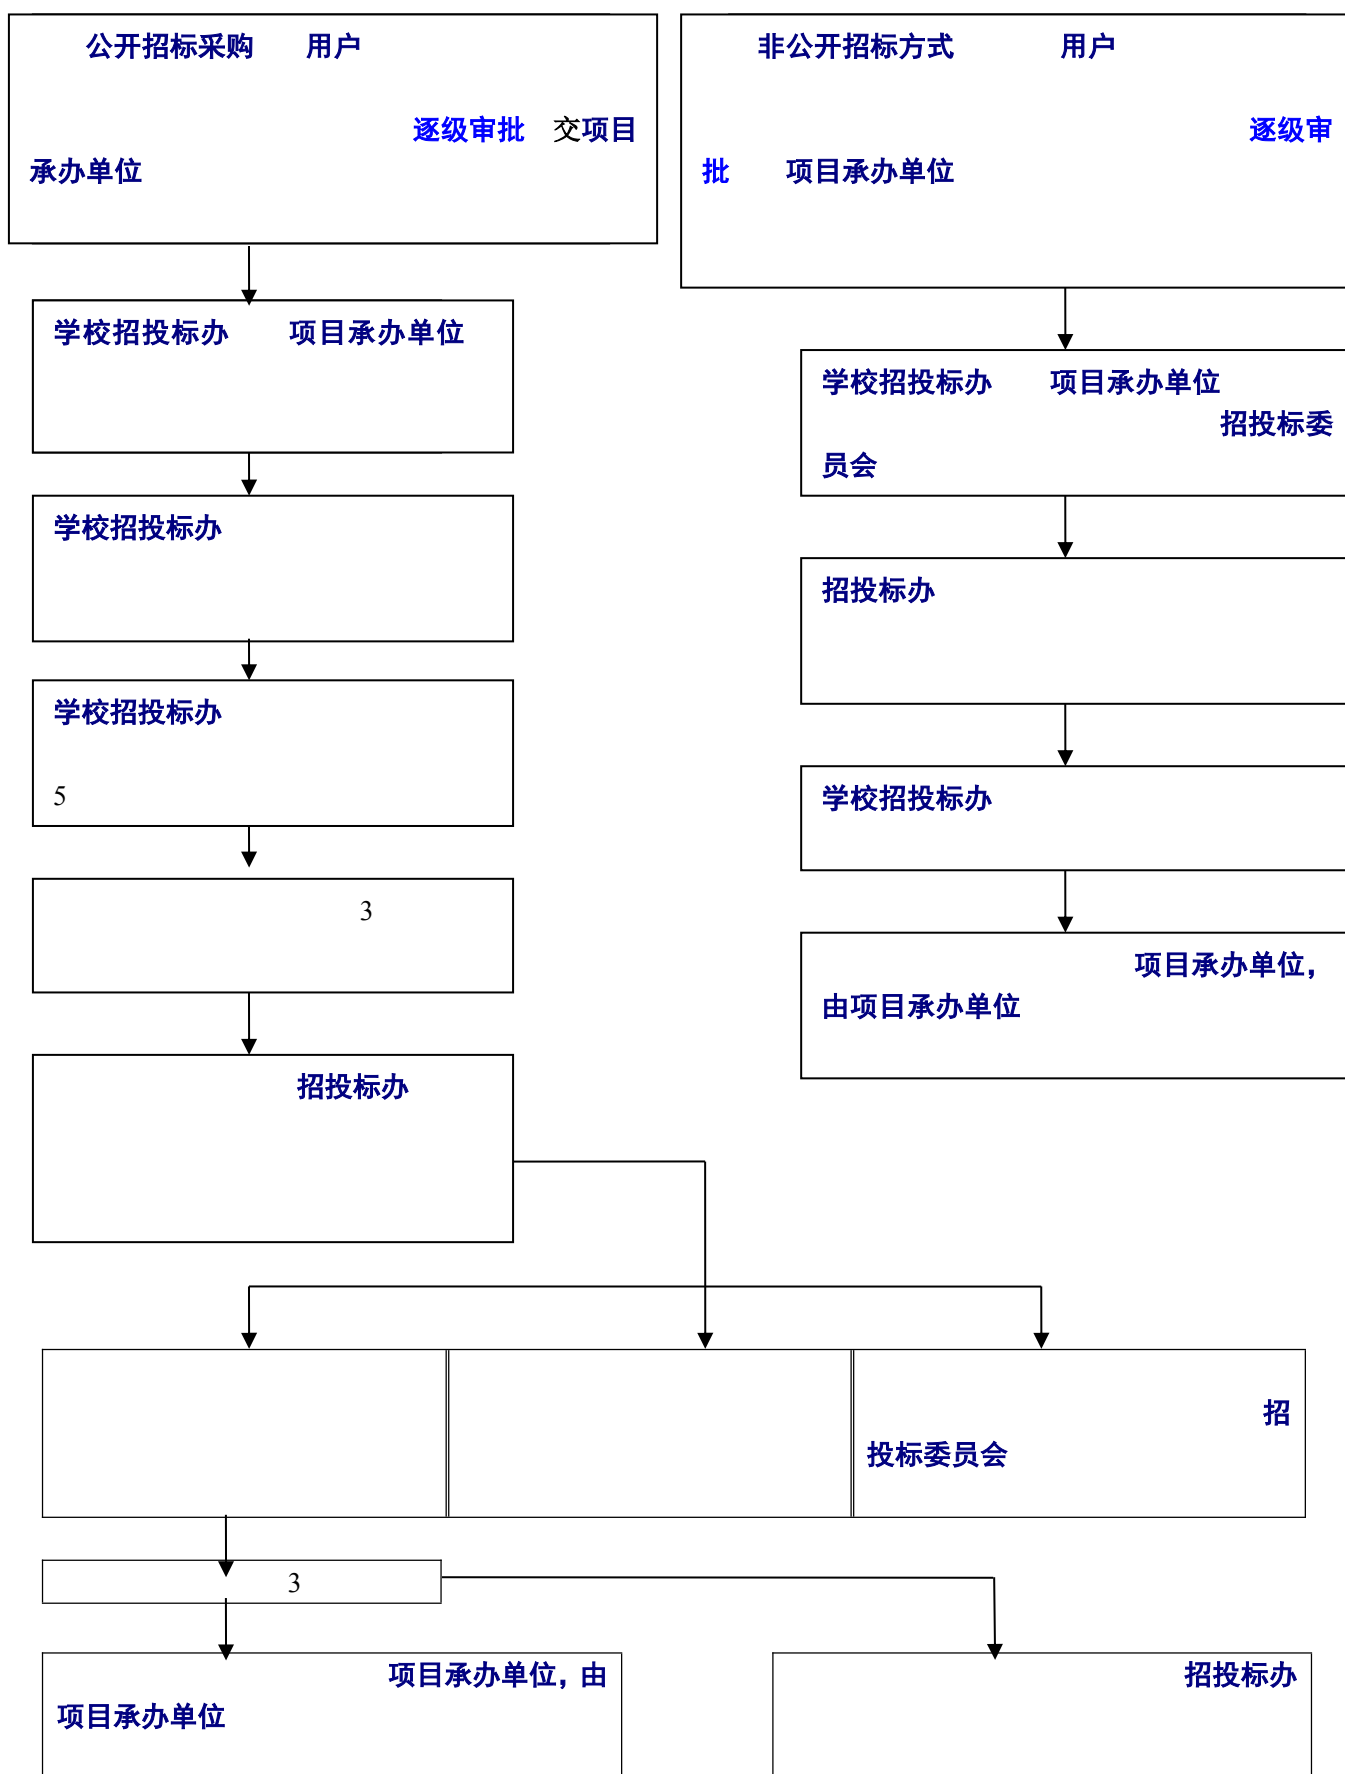 公开招标采购 用户
逐级审批 交项目
承办单位
学校招投标办 项目承办单位
学校招投标办
学校招投标办
5
3
招投标办
非公开招标方式 用户
逐级审
批 项目承办单位
学校招投标办 项目承办单位
招投标委
员会
招投标办
学校招投标办
项目承办单位，
由项目承办单位
招
投标委员会
3
项目承办单位，由
项目承办单位
招投标办